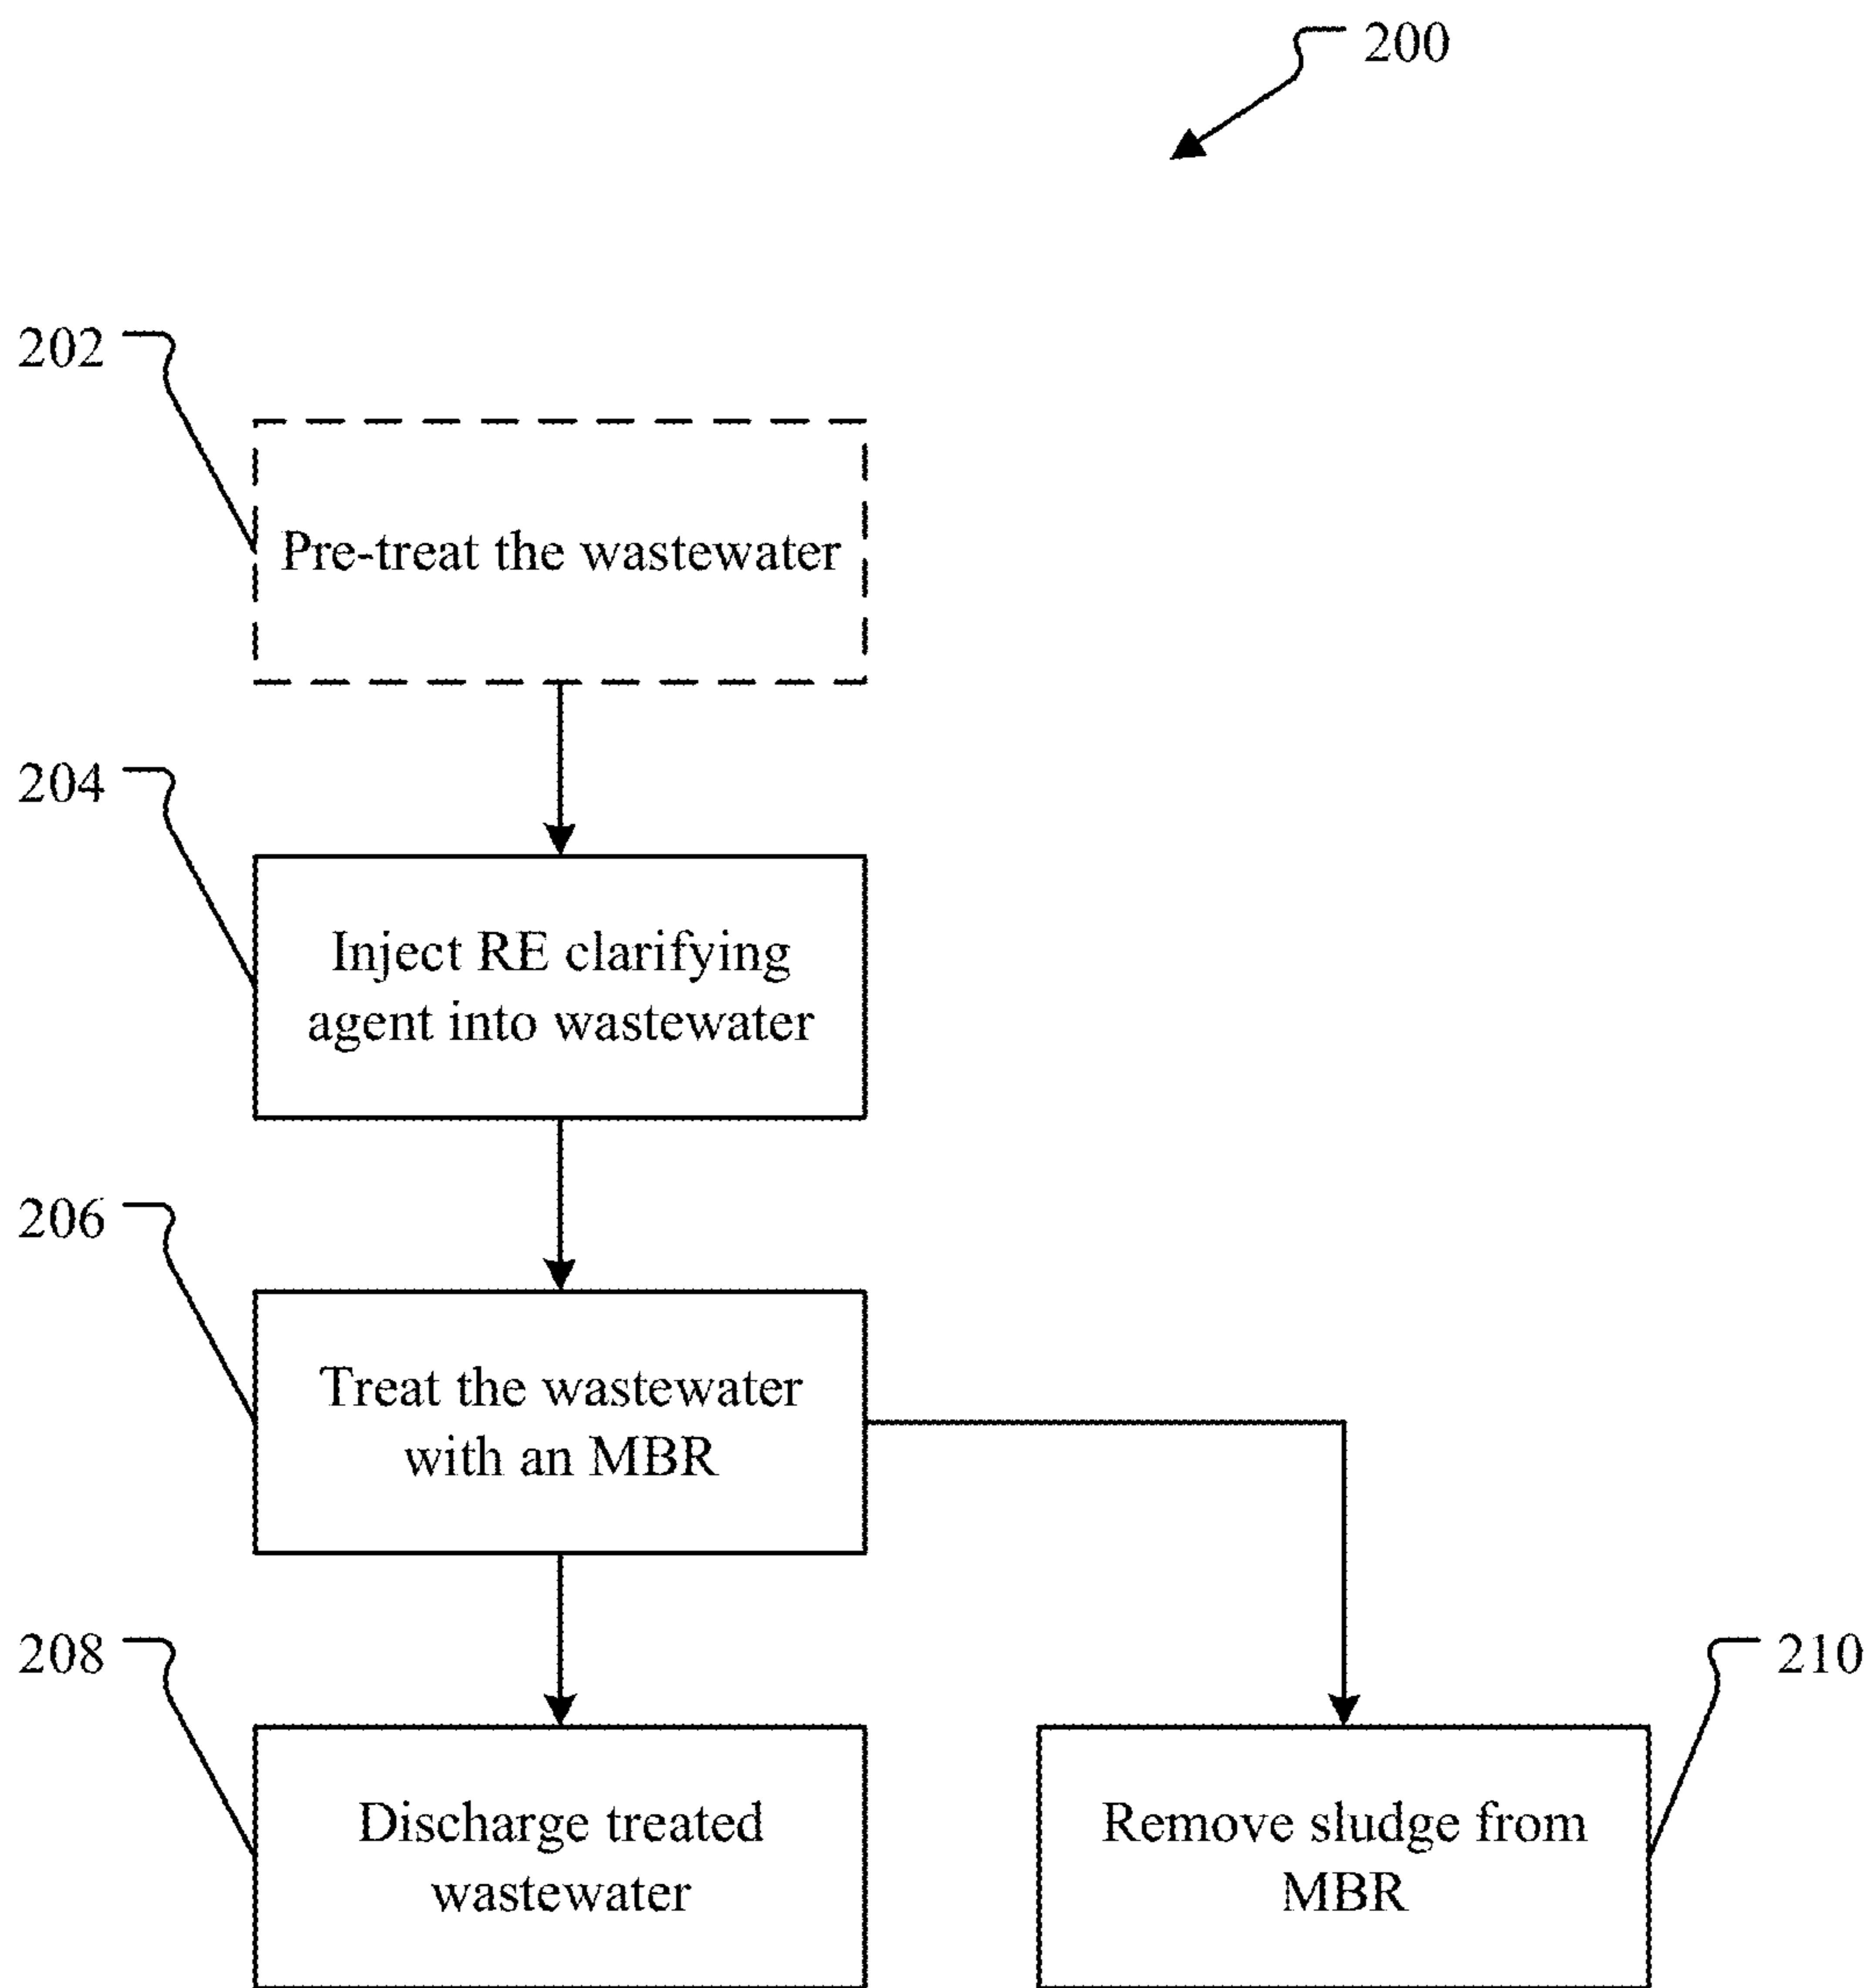 200
202
Pre-treat the wastewater
204
Inject RE clarifying
agent into wastewater
206
Treat the wastewater
with an MBR
208
Discharge treated
wastewater
210
Remove sludge from
MBR